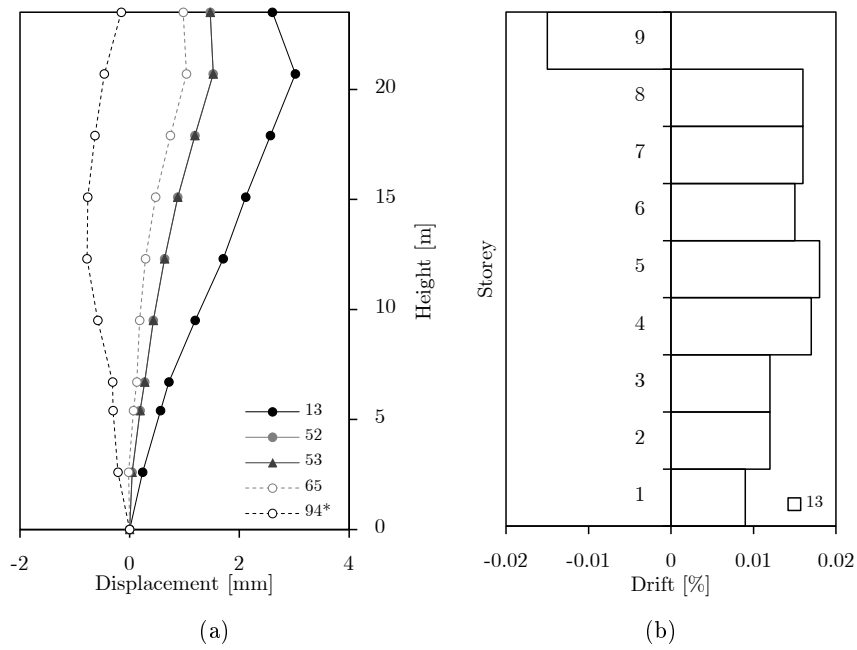 20
15
10
5
0
Height [m]
13
52
53
65
94*
-2 0 2 4
Displacement [mm]
(a)
9
8
7
6
5
4
3
2
1
Storey
13
-0.02 -0.01 0 0.01 0.02
Drift [%]
(b)